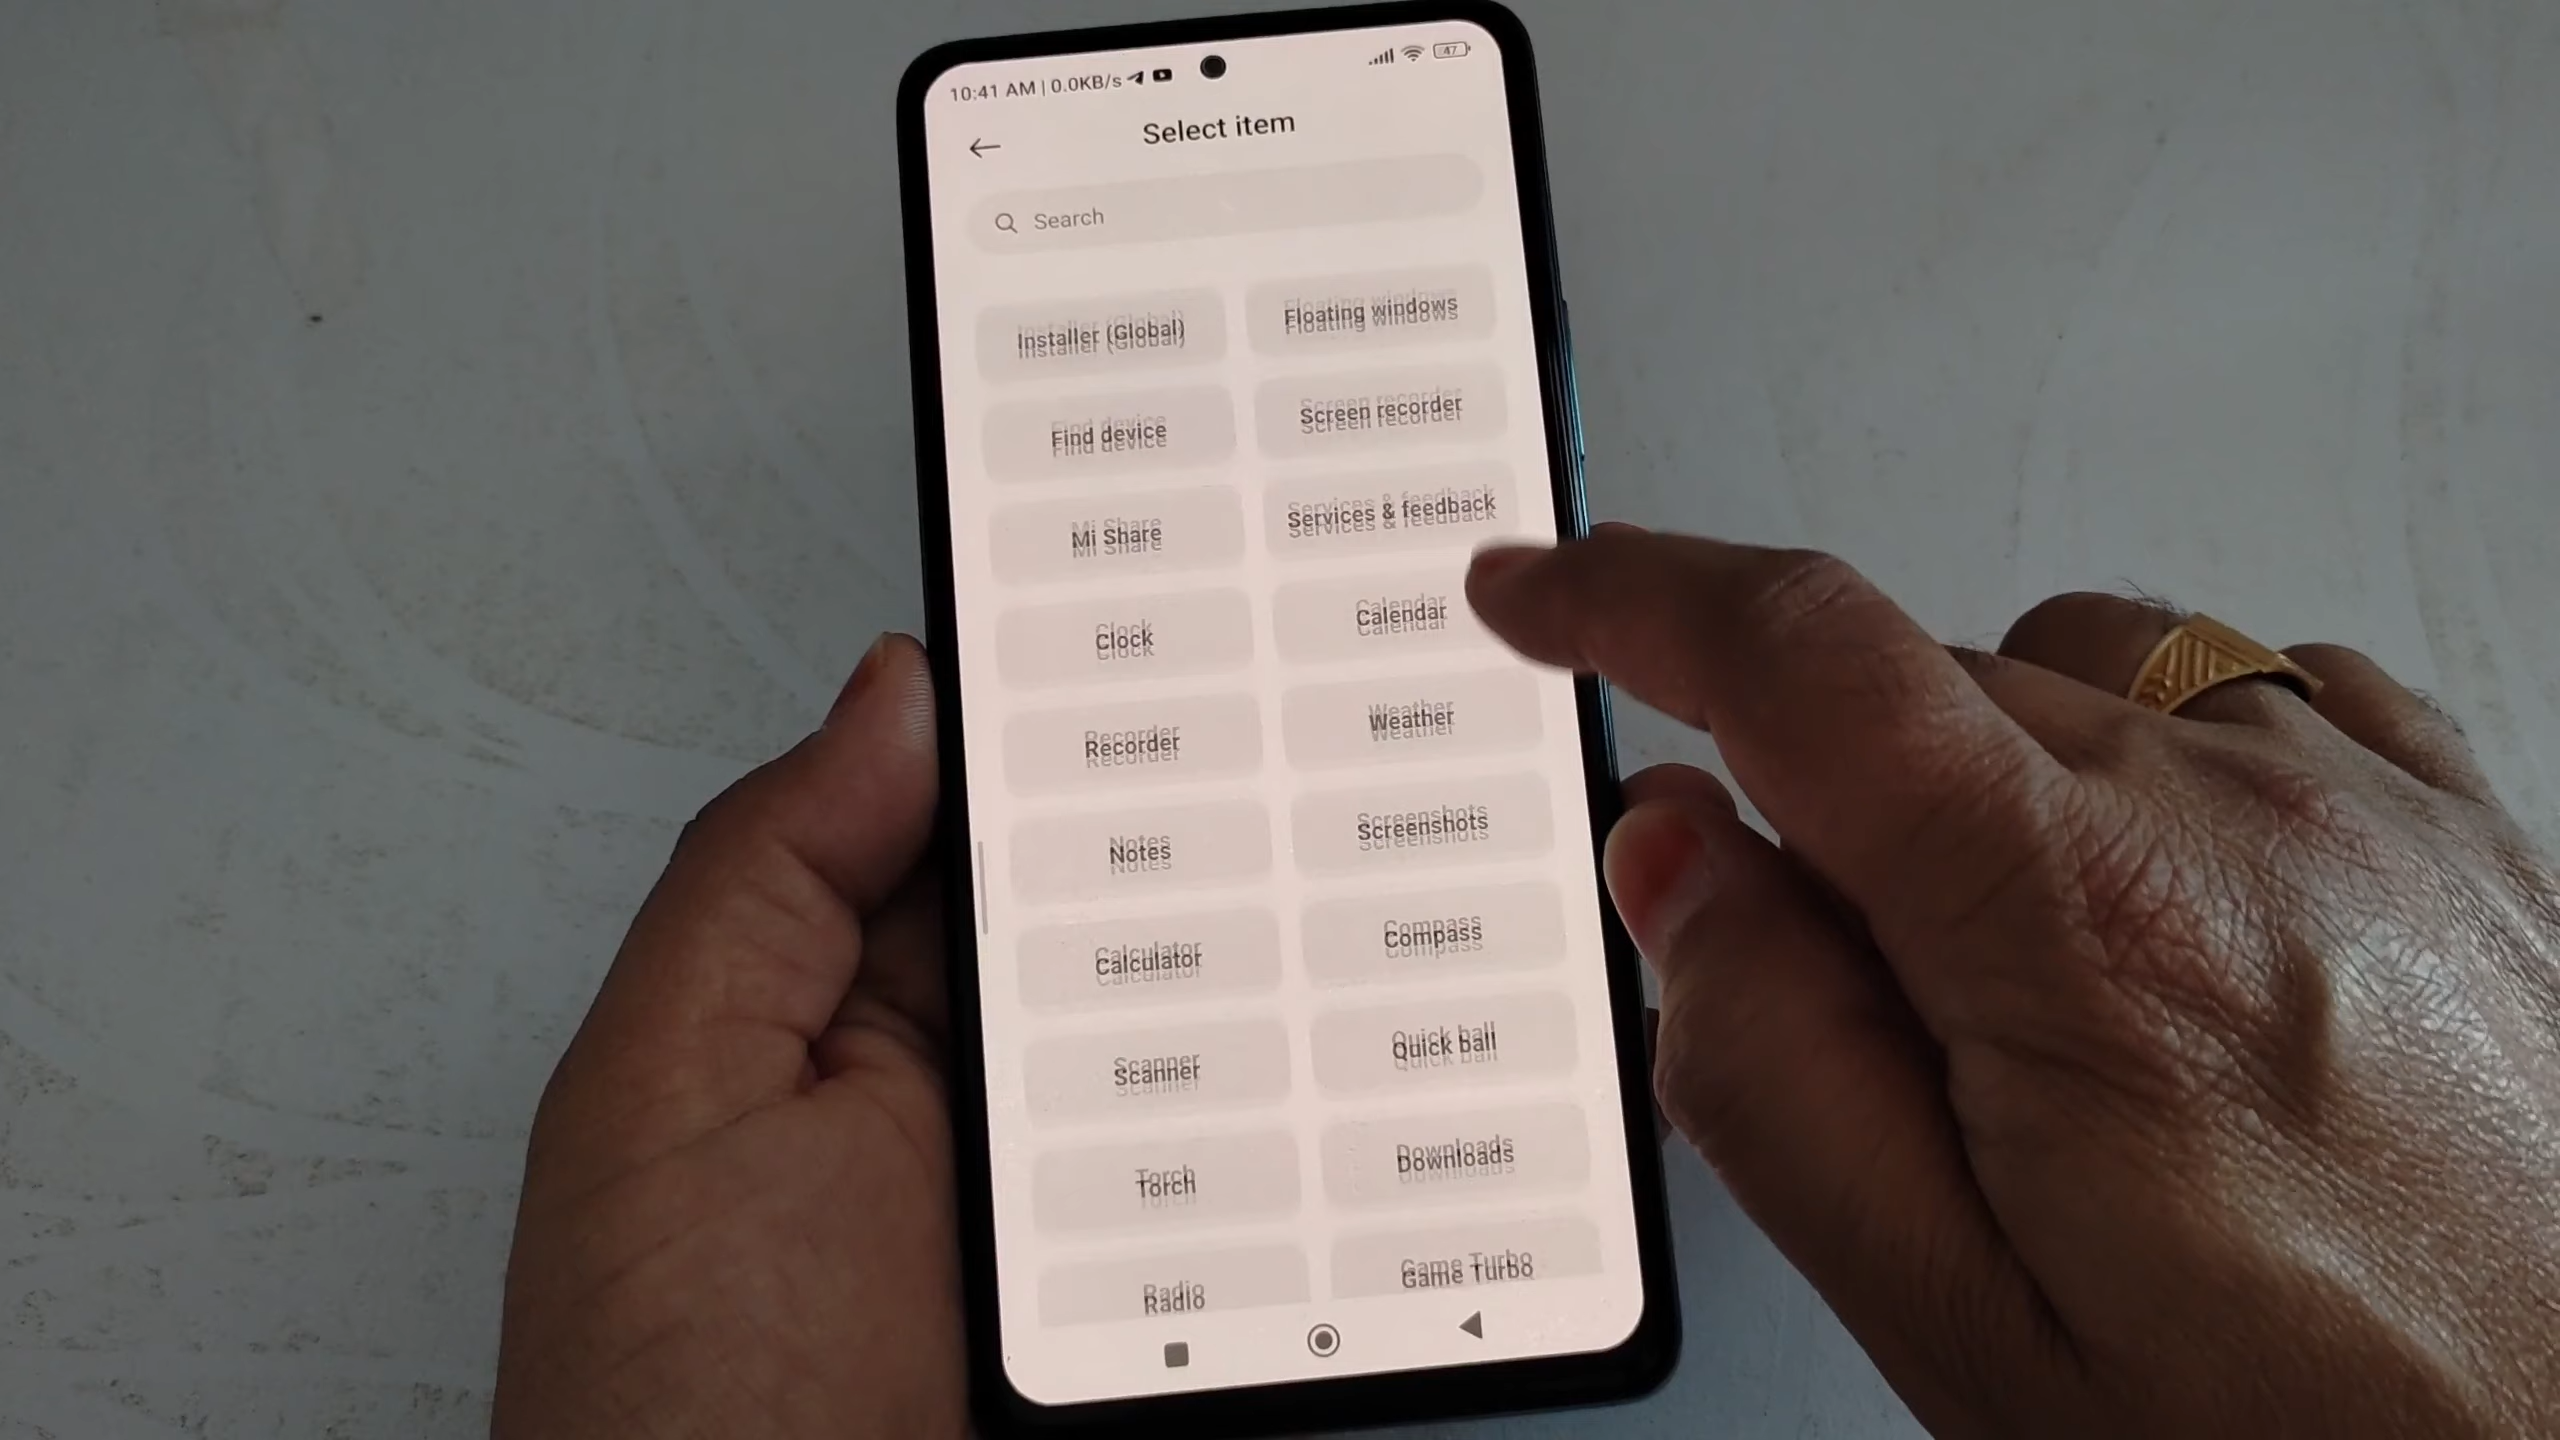 10:41 AM | 0.0KB/s
47
Select item
Search
Installer (Global)
Floating windows
Find device
Screen recorder
Mi Share
Services & feedback
Clock
Calendar
Recorder
Weather
Notes
Screenshots
Calculator
Compass
Scanner
Quick ball
Torch
Downloads
Radio
Game Turbo